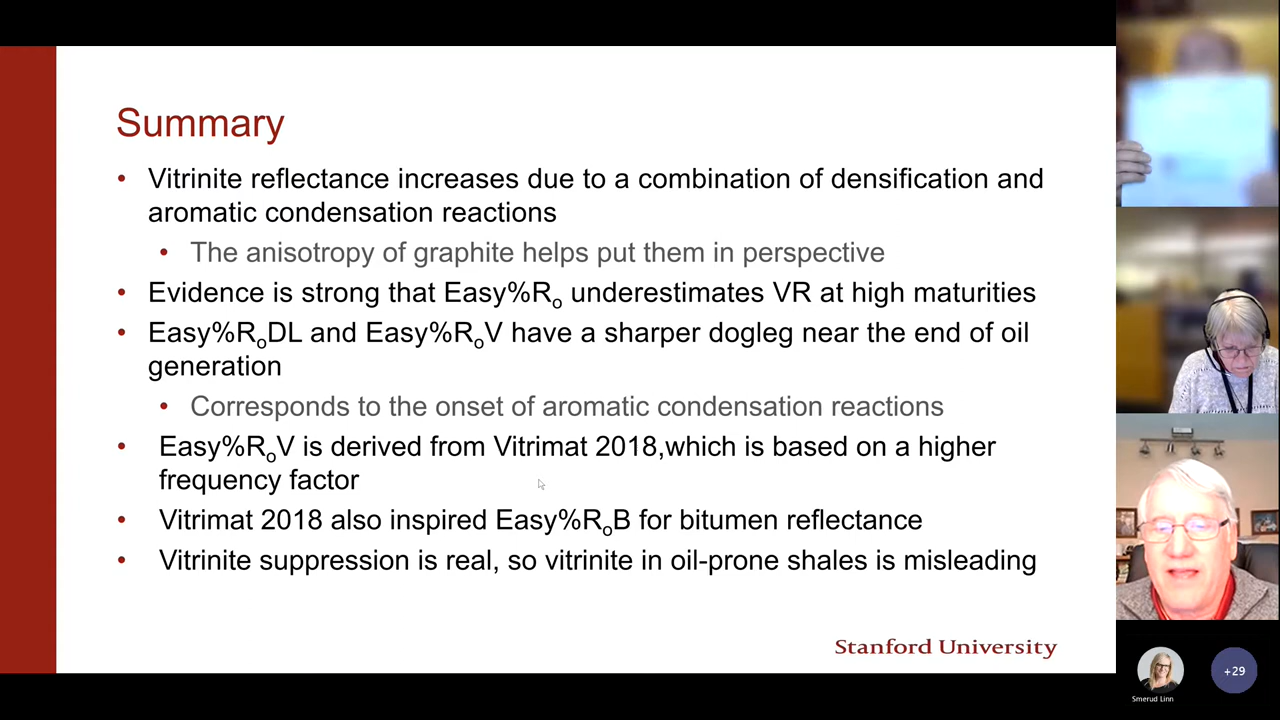 Summary
• Vitrinite reflectance increases due to a combination of densification and
aromatic condensation reactions
• The anisotropy of graphite helps put them in perspective
• Evidence is strong that Easy%Rₒ underestimates VR at high maturities
• Easy%RₒDL and Easy%RₒV have a sharper dogleg near the end of oil
generation
• Corresponds to the onset of aromatic condensation reactions
• Easy%RₒV is derived from Vitrimat 2018,which is based on a higher
frequency factor
• Vitrimat 2018 also inspired Easy%RₒB for bitumen reflectance
• Vitrinite suppression is real, so vitrinite in oil-prone shales is misleading
Stanford University
+29
Smerud Linn